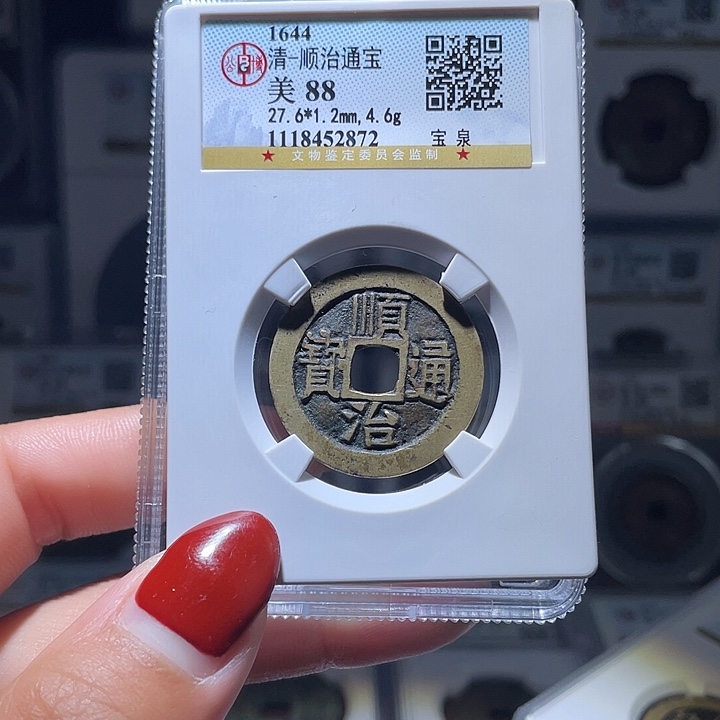 1644
清-顺治通宝
美 88
27.6*1.2mm,4.6g
1118452872 宝 泉
★ 文物鉴定委员会监制 ★
順治通寶